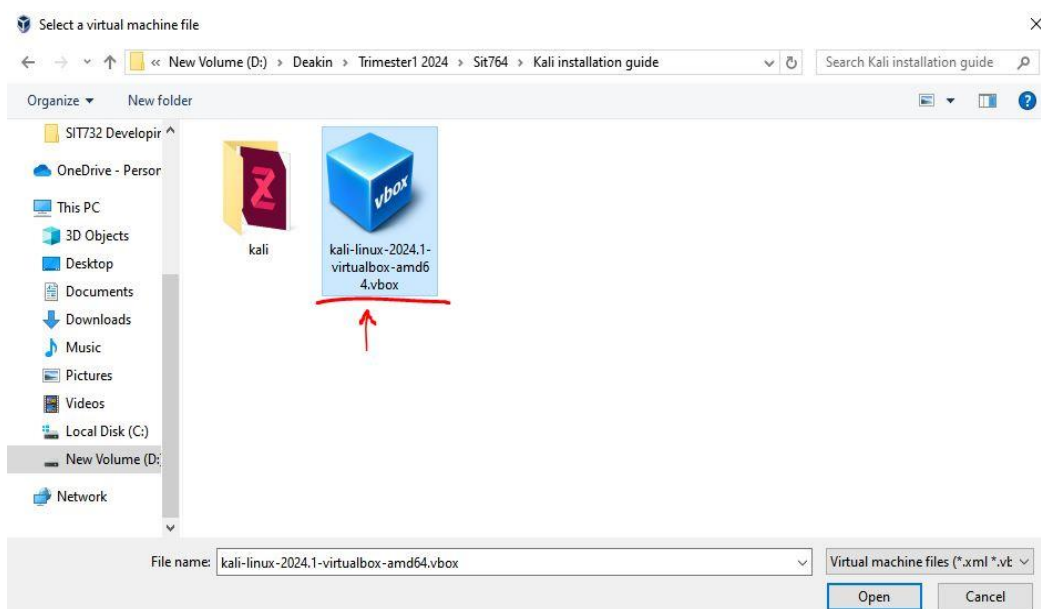 Select a virtual machine file
« New Volume (D:) › Deakin › Trimester1 2024 › Sit764 › Kali installation guide
Search Kali installation guide
Organize
New folder
SIT732 Developin
OneDrive - Person
This PC
3D Objects
Desktop
Documents
Downloads
Music
Pictures
Videos
Local Disk (C:)
New Volume (D:
Network
kali
vbox
kali-linux-2024.1-
virtualbox-amd6
4.vbox
File name:
kali-linux-2024.1-virtualbox-amd64.vbox
Virtual machine files (*.xml *.vb
Open
Cancel